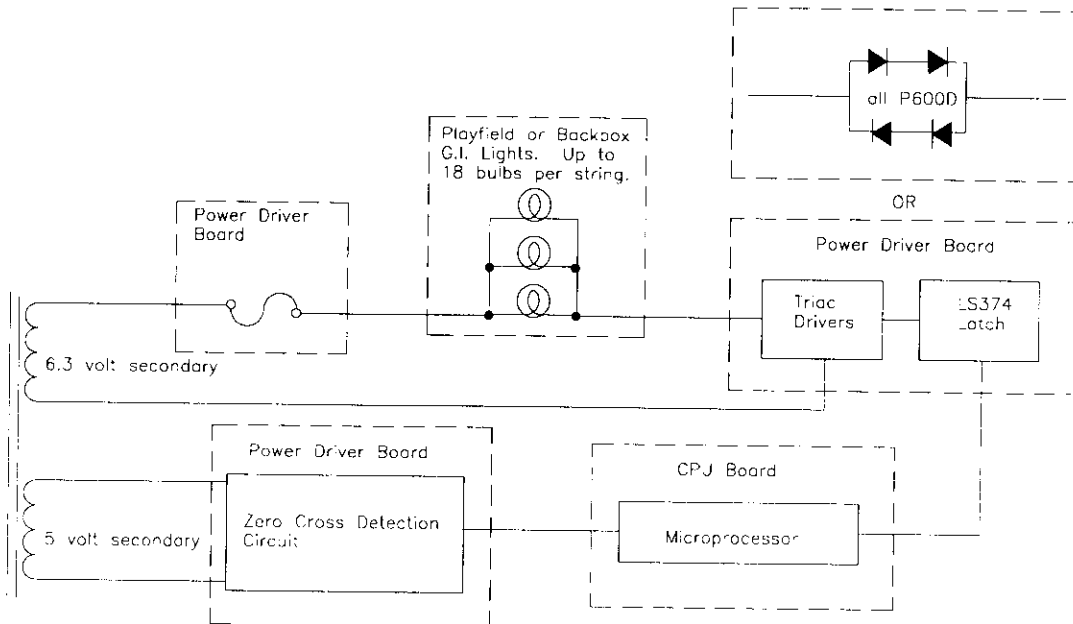 all P600D
Playfield or Backbox
G.I. Lights. Up to
18 bulbs per string.
OR
Power Driver
Board
Power Driver Board
Triac
Drivers
LS374
Latch
6.3 volt secondary
Power Driver Board
CPU Board
Zero Cross Detection
Circuit
Microprocessor
5 volt secondary